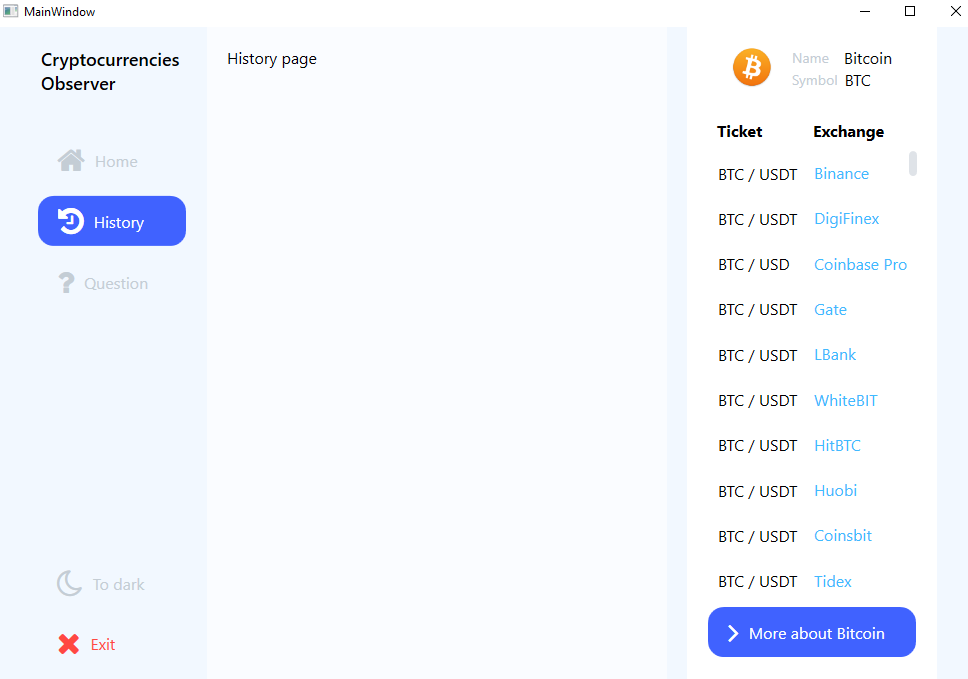 MainWindow
Cryptocurrencies
Observer
Home
History
Question
To dark
Exit
History page
Name Bitcoin
Symbol BTC
Ticket Exchange
BTC / USDT Binance
BTC / USDT DigiFinex
BTC / USD Coinbase Pro
BTC / USDT Gate
BTC / USDT LBank
BTC / USDT WhiteBIT
BTC / USDT HitBTC
BTC / USDT Huobi
BTC / USDT Coinsbit
BTC / USDT Tidex
More about Bitcoin